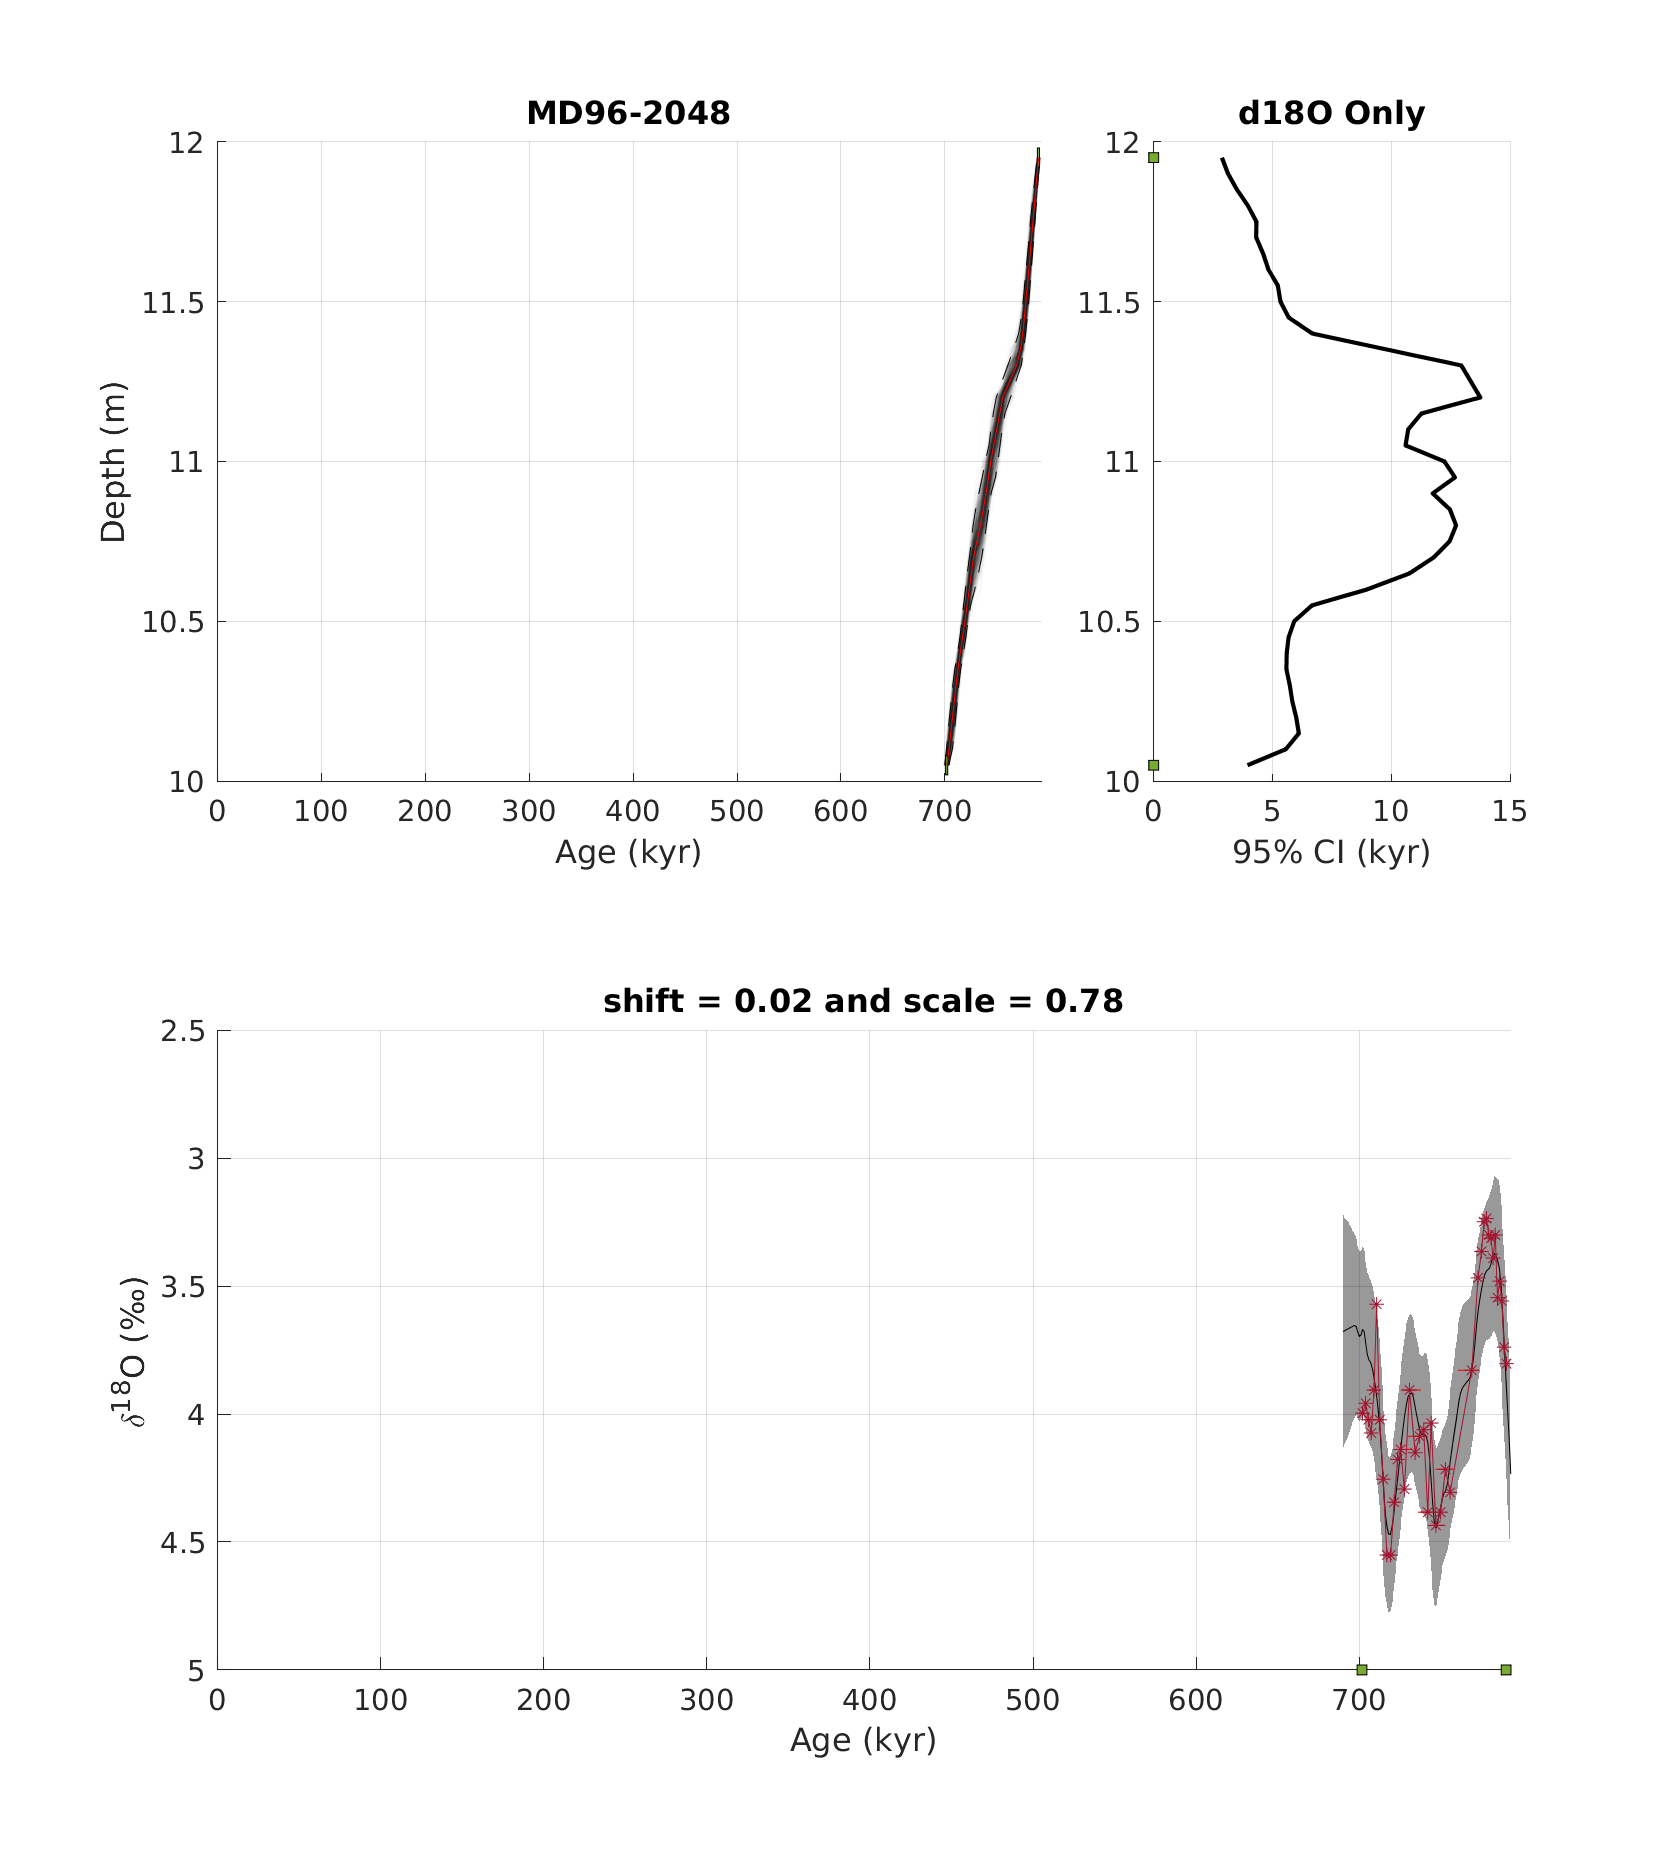 MD96-2048
d18O Only
12
11.5
11
10.5
10
Depth (m)
0 100 200 300 400 500 600 700
Age (kyr)
12
11.5
11
10.5
10
0 5 10 15
95% CI (kyr)
shift = 0.02 and scale = 0.78
2.5
3
3.5
4
4.5
5
δ¹⁸O (‰)
0 100 200 300 400 500 600 700
Age (kyr)